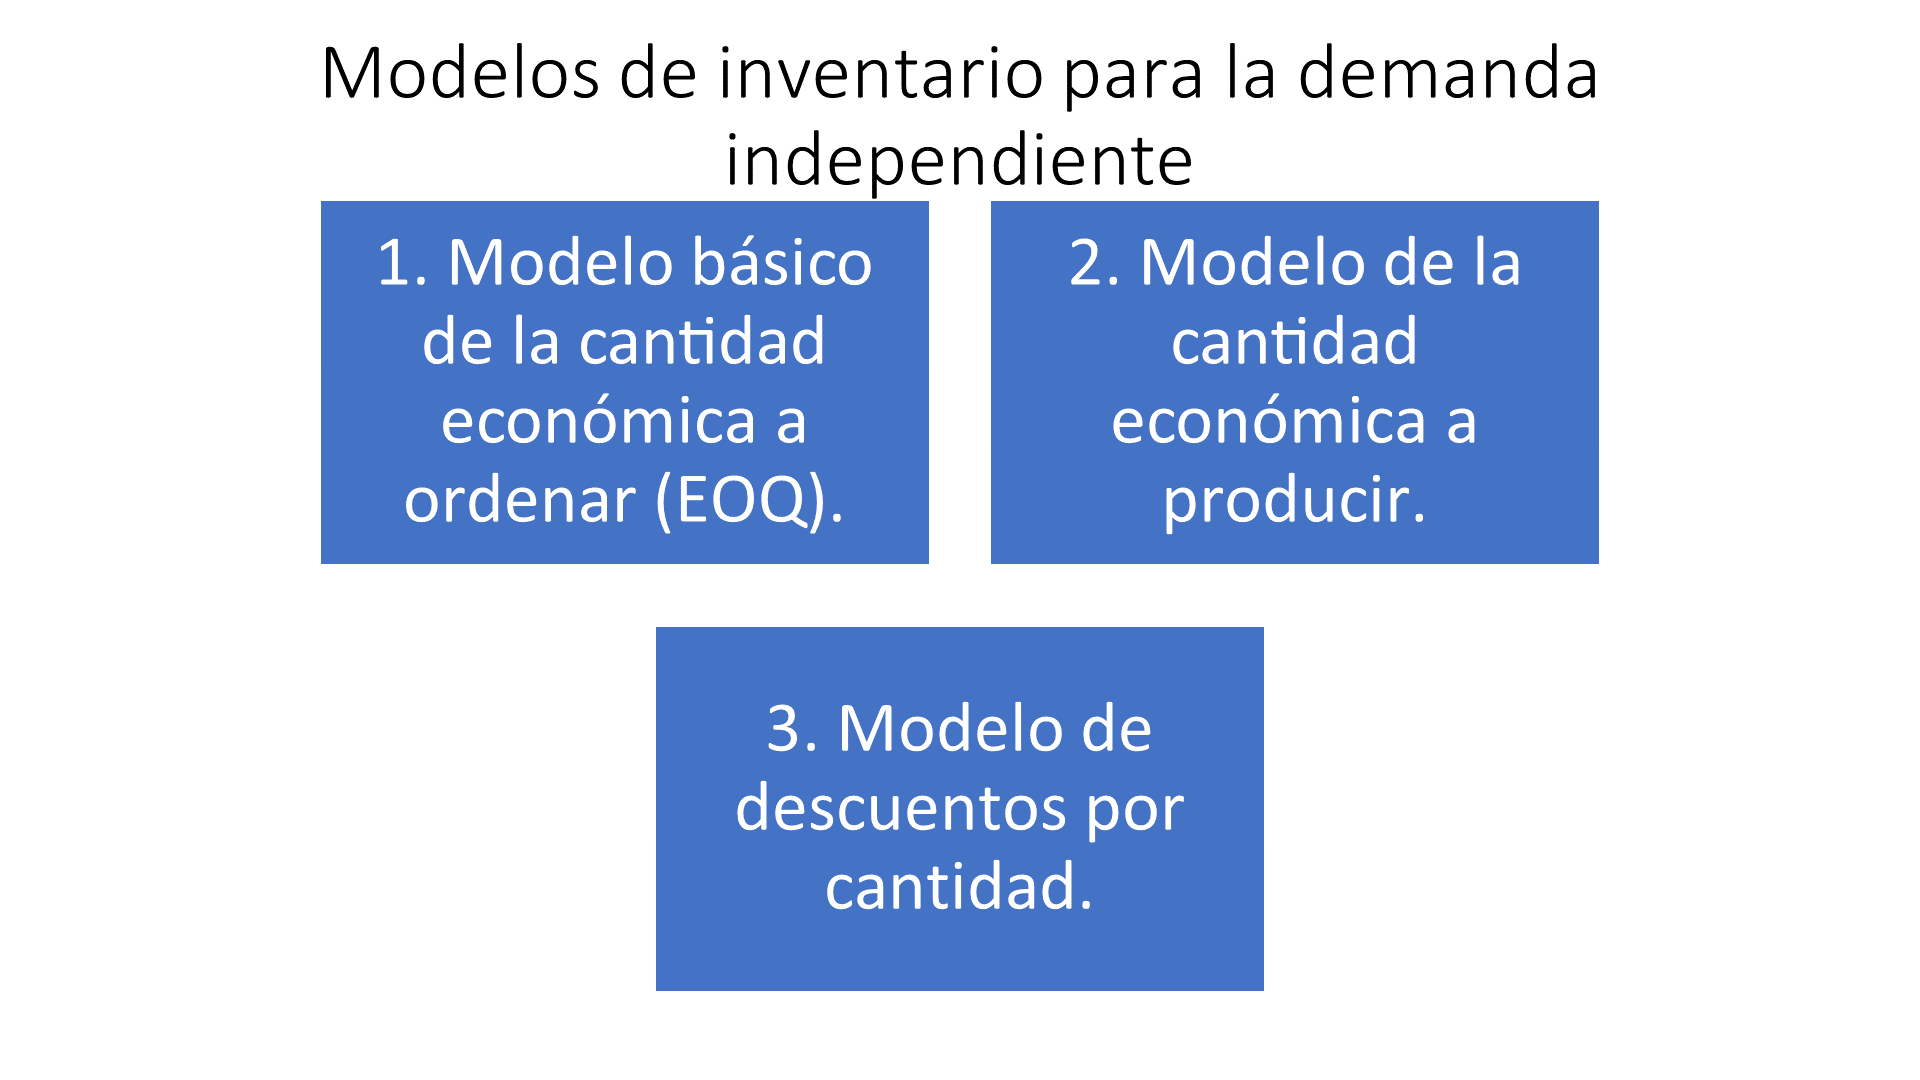 Modelos de inventario para la demanda
independiente
1. Modelo básico
de la cantidad
económica a
ordenar (EOQ).
2. Modelo de la
cantidad
económica a
producir.
3. Modelo de
descuentos por
cantidad.